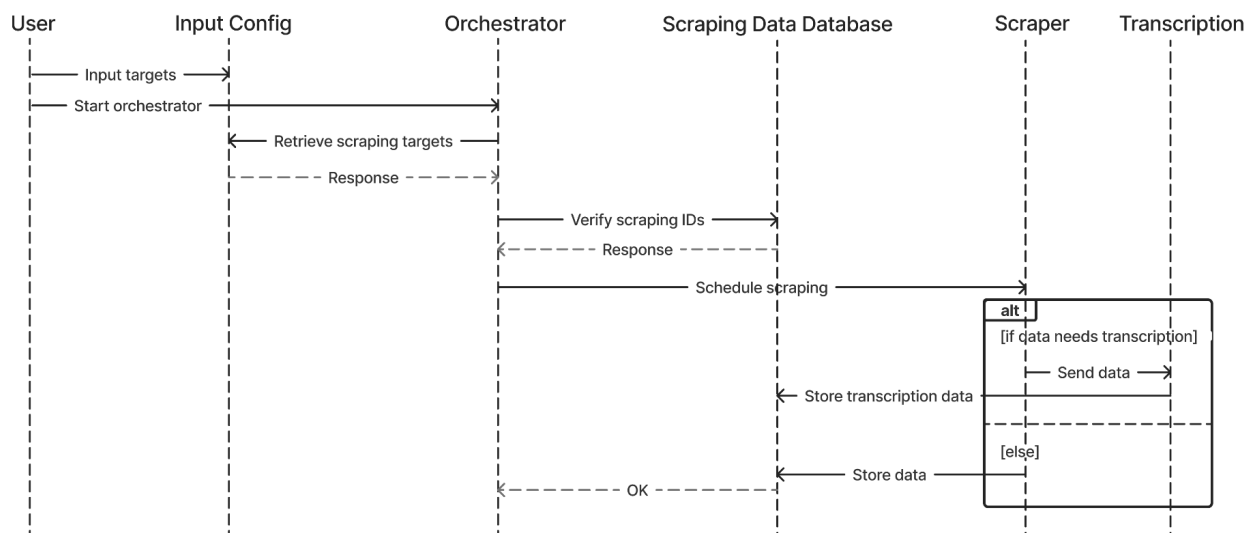 User
Input Config
Orchestrator
Scraping Data Database
Scraper
Transcription
Input targets
Start orchestrator
Retrieve scraping targets
Response
Verify scraping IDs
Response
Schedule scraping
alt
[if data needs transcription]
Send data
Store transcription data
[else]
Store data
OK